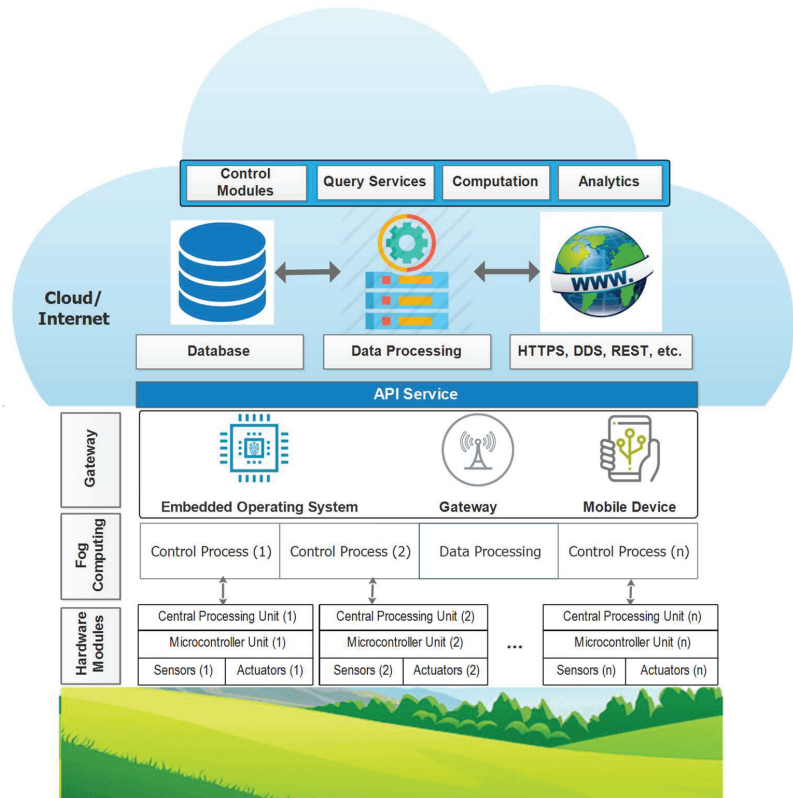 Control
Modules
Query Services
Computation
Analytics
WWW.
Cloud/
Internet
Database
Data Processing
HTTPS, DDS, REST, etc.
API Service
Gateway
Embedded Operating System
Gateway
Mobile Device
Fog
Computing
Control Process (1)
Control Process (2)
Data Processing
Control Process (n)
Hardware
Modules
Central Processing Unit (1)
Microcontroller Unit (1)
Sensors (1)
Actuators (1)
Central Processing Unit (2)
Microcontroller Unit (2)
Sensors (2)
Actuators (2)
...
Central Processing Unit (n)
Microcontroller Unit (n)
Sensors (n)
Actuators (n)